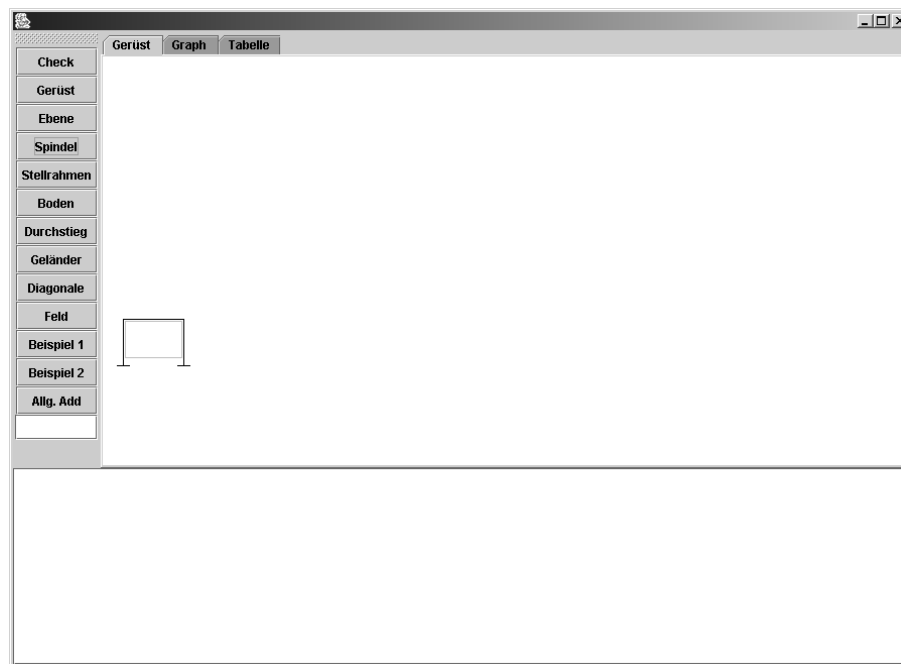 Gerüst Graph Tabelle
Check
Gerüst
Ebene
Spindel
Stellrahmen
Boden
Durchstieg
Geländer
Diagonale
Feld
Beispiel 1
Beispiel 2
Allg. Add